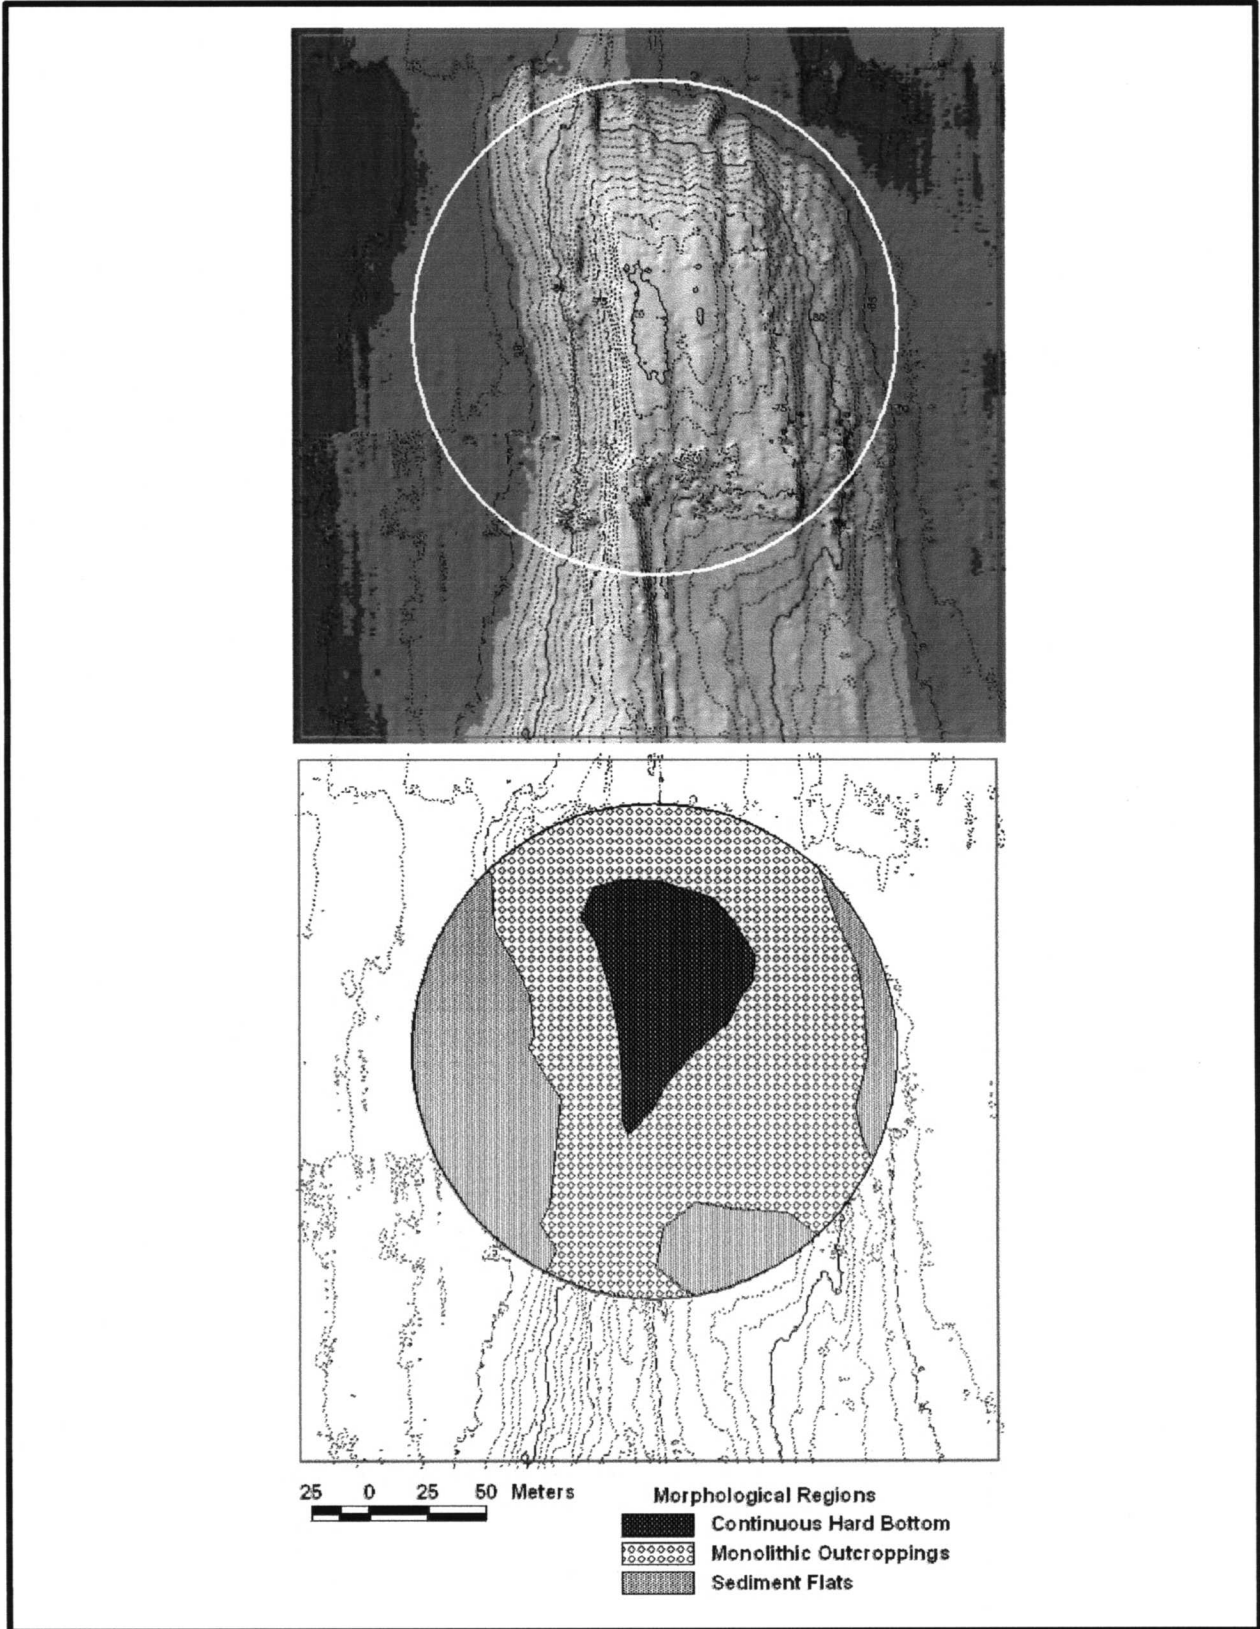 25 0 25 50 Meters
Morphological Regions
Continuous Hard Bottom
Monolithic Outcroppings
Sediment Flats